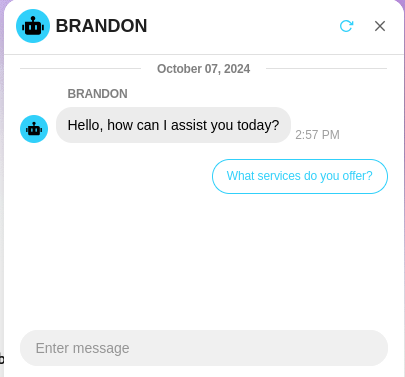 BRANDON
October 07, 2024
BRANDON
Hello, how can I assist you today?
2:57 PM
What services do you offer?
Enter message